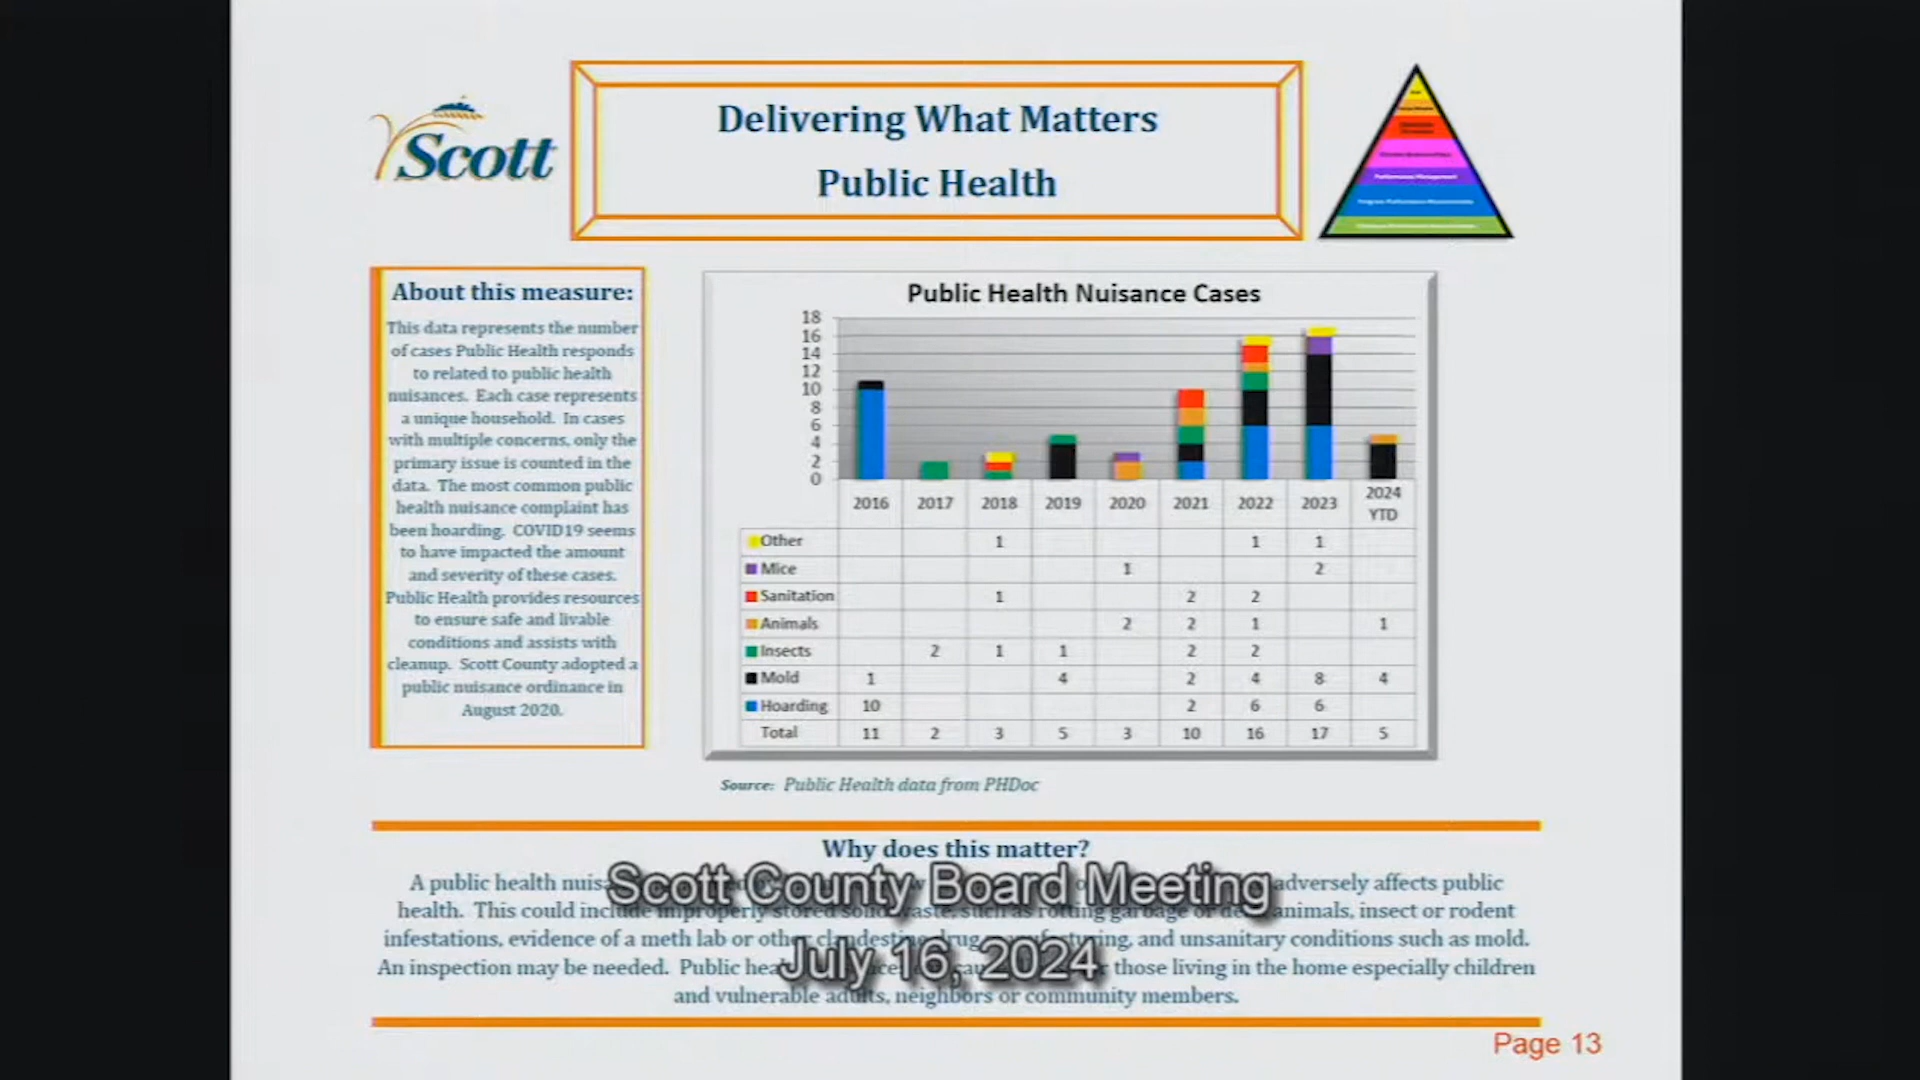 Scott
Delivering What Matters
Public Health
About this measure:
This data represents the number
of cases Public Health responds
to related to public health
nuisances. Each case represents
a unique household. In cases
with multiple concerns, only the
primary issue is counted in the
data. The most common public
health nuisance complaint has
been hoarding. COVID19 seems
to have impacted the amount
and severity of these cases.
Public Health provides resources
to ensure safe and livable
conditions and assists with
cleanup. Scott County adopted a
public nuisance ordinance in
August 2020.
Public Health Nuisance Cases
18
16
14
12
10
8
6
4
2
0
2016 2017 2018 2019 2020 2021 2022 2023 2024 YTD
Other 1 1 1
Mice 1 2
Sanitation 1 2 2
Animals 2 2 1 1
Insects 2 1 1 2 2
Mold 1 4 2 4 8 4
Hoarding 10 2 6 6
Total 11 2 3 5 3 10 16 17 5
Source: Public Health data from PHDoc
Why does this matter?
A public health adversely affects public
health. This could include improperly stored solid waste, such as rotting garbage or animals, insect or rodent
infestations, evidence of a meth lab or other clandestine drug and unsanitary conditions such as mold.
An inspection may be needed. Public those living in the home especially children
and vulnerable adults, neighbors or community members.
Scott County Board Meeting
July 16, 2024
Page 13